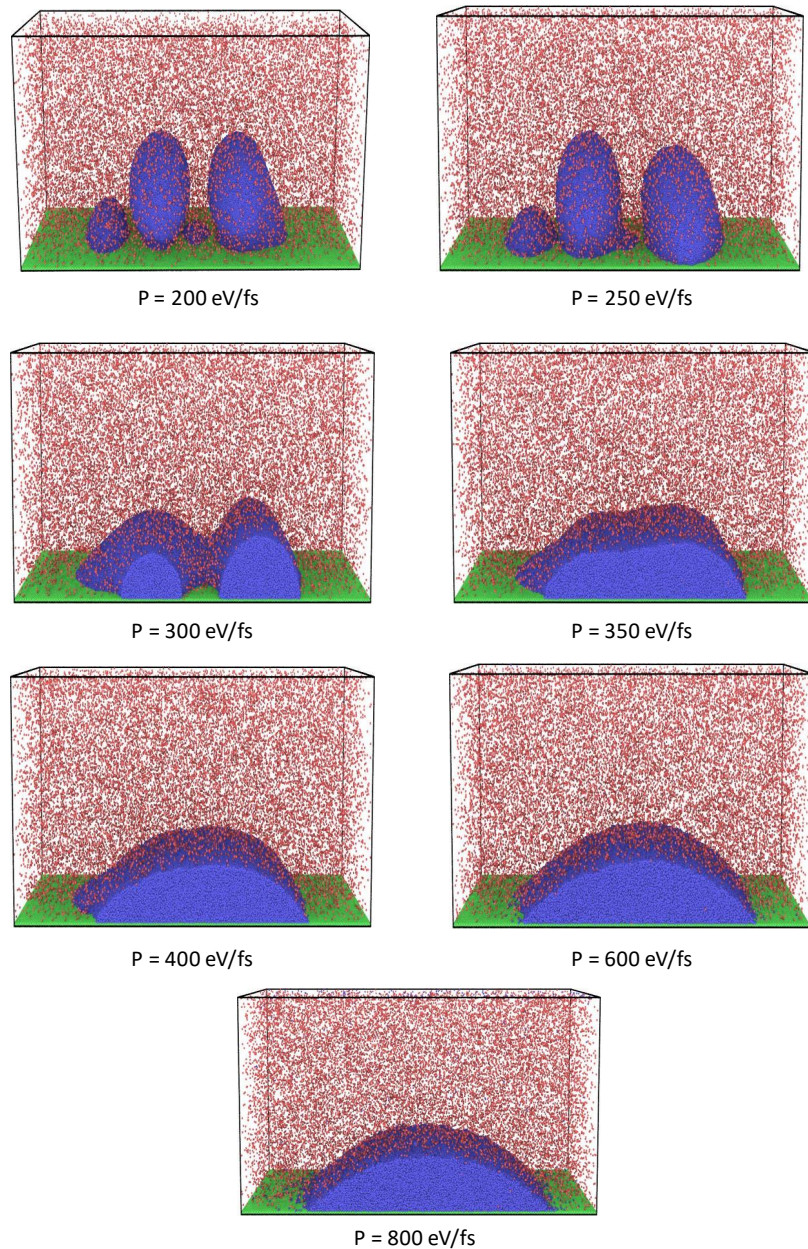 P = 200 eV/fs
P = 250 eV/fs
P = 300 eV/fs
P = 350 eV/fs
P = 400 eV/fs
P = 600 eV/fs
P = 800 eV/fs